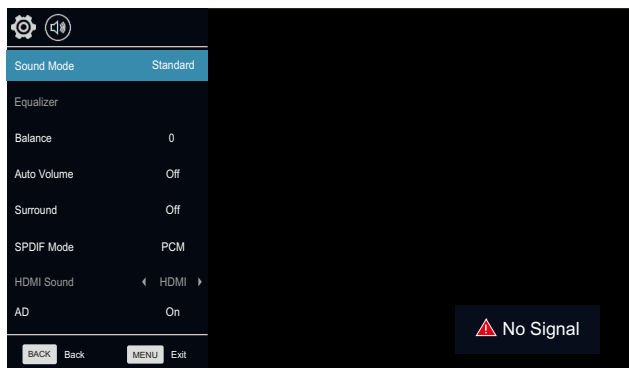 Sound Mode Standard
Equalizer
Balance 0
Auto Volume Off
Surround Off
SPDIF Mode PCM
HDMI Sound HDMI
AD On
No Signal
BACK Back MENU Exit